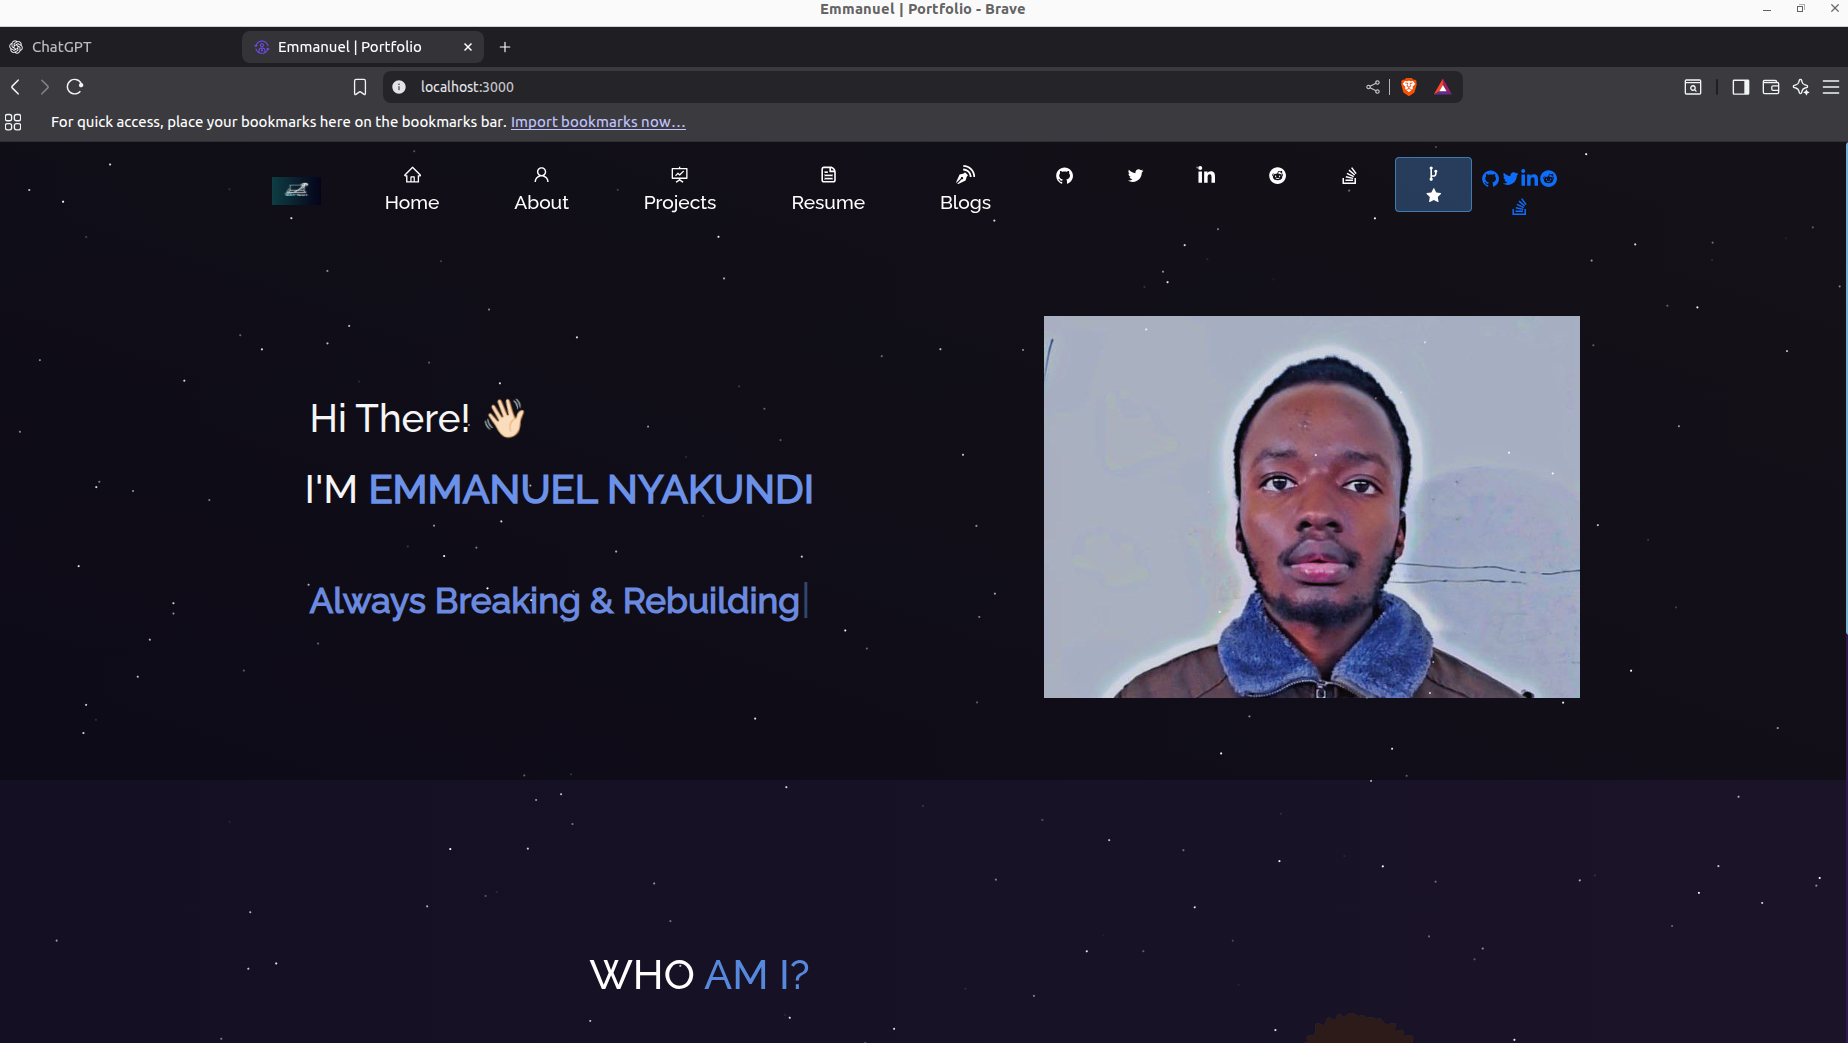 Emmanuel | Portfolio - Brave
ChatGPT
Emmanuel | Portfolio
localhost:3000
For quick access, place your bookmarks here on the bookmarks bar. Import bookmarks now...
Home
About
Projects
Resume
Blogs
Hi There! 👋🏻
I'M EMMANUEL NYAKUNDI
Always Breaking & Rebuilding
WHO AM I?